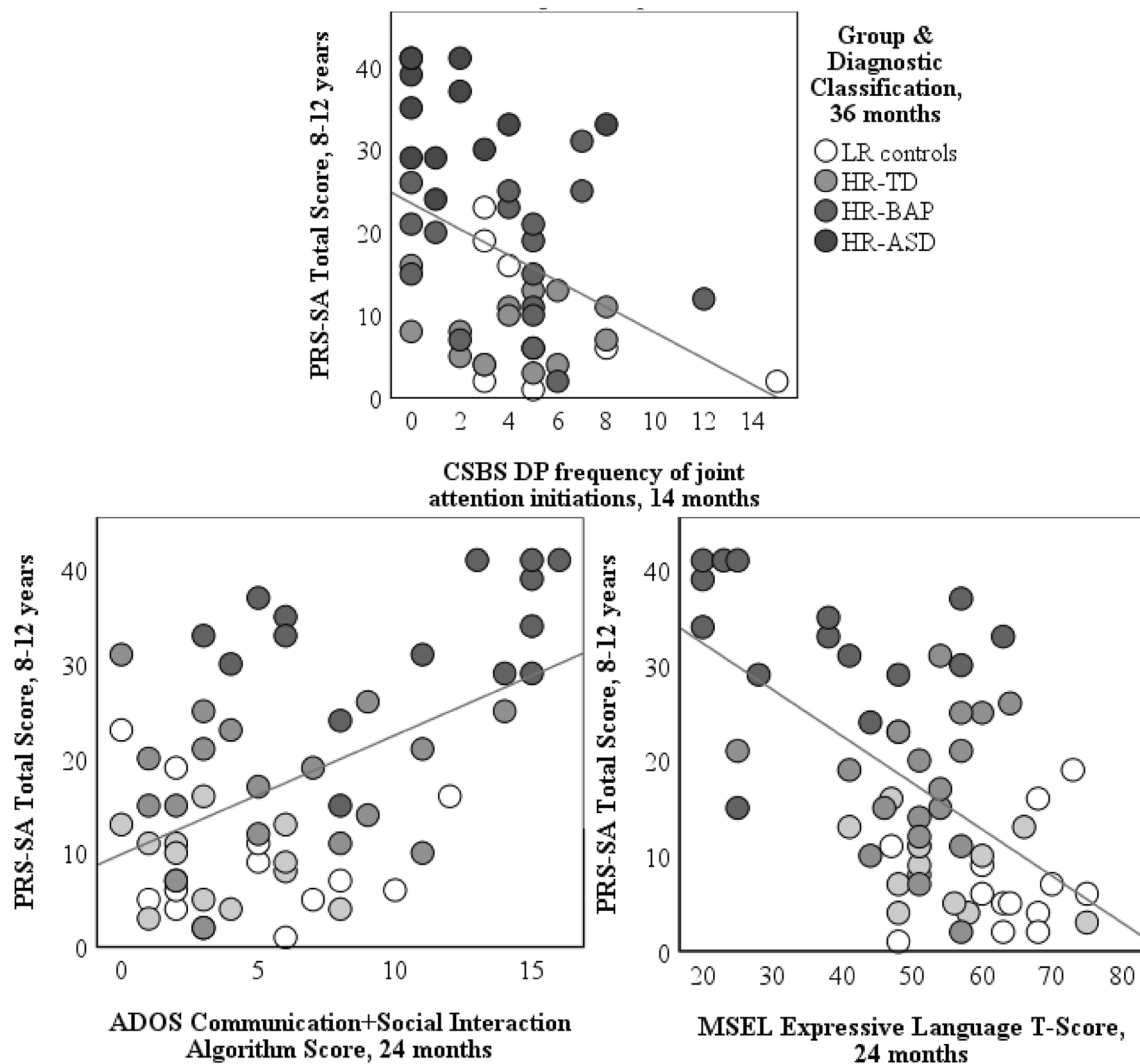 PRS-SA Total Score, 8-12 years
40
30
20
10
0
0 2 4 6 8 10 12 14
CSBS DP frequency of joint
attention initiations, 14 months
Group &
Diagnostic
Classification,
36 months
LR controls
HR-TD
HR-BAP
HR-ASD
PRS-SA Total Score, 8-12 years
40
30
20
10
0
0 5 10 15
ADOS Communication+Social Interaction
Algorithm Score, 24 months
PRS-SA Total Score, 8-12 years
40
30
20
10
0
20 30 40 50 60 70 80
MSEL Expressive Language T-Score,
24 months